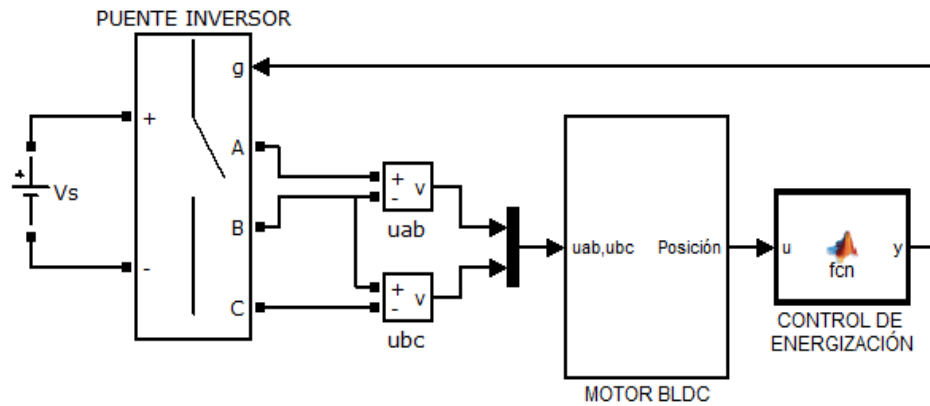 PUENTE INVERSOR
g
+
A
+
Vs
+
-
v
uab
B
-
+
-
v
ubc
C
uab,ubc
Posición
MOTOR BLDC
u
fcn
y
CONTROL DE
ENERGIZACIÓN